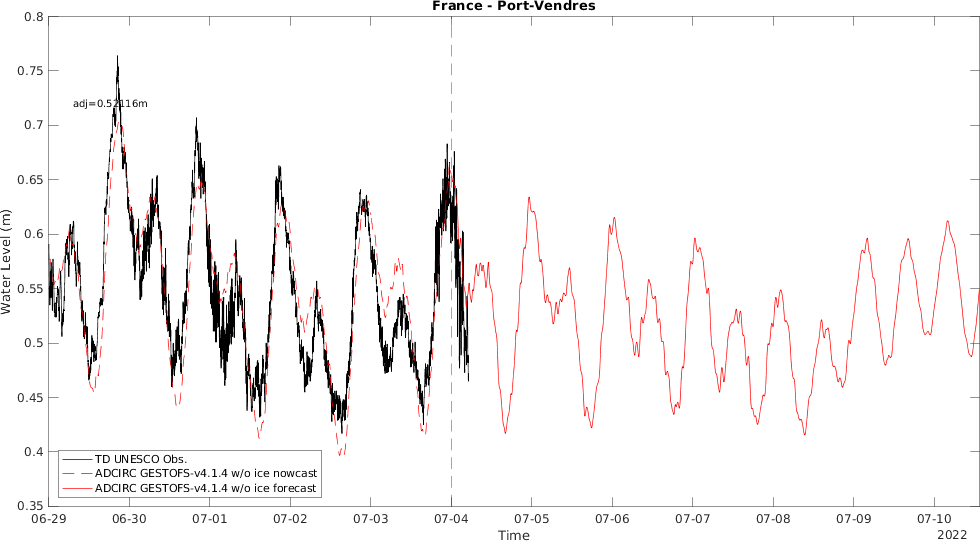 France - Port-Vendres
0.8
0.75
0.7
0.65
0.6
0.55
0.5
0.45
0.4
0.35
Water Level (m)
adj=0.52116m
TD UNESCO Obs.
ADCIRC GESTOFS-v4.1.4 w/o ice nowcast
ADCIRC GESTOFS-v4.1.4 w/o ice forecast
06-29 06-30 07-01 07-02 07-03 07-04 07-05 07-06 07-07 07-08 07-09 07-10
Time
2022